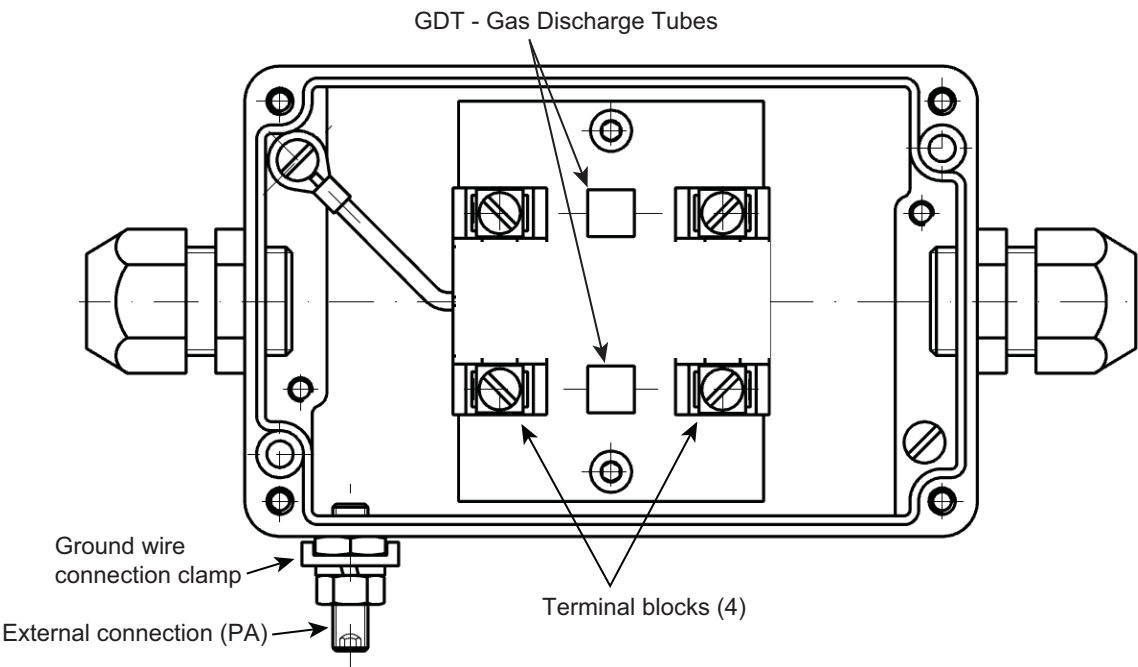 GDT - Gas Discharge Tubes
Ground wire
connection clamp
Terminal blocks (4)
External connection (PA)